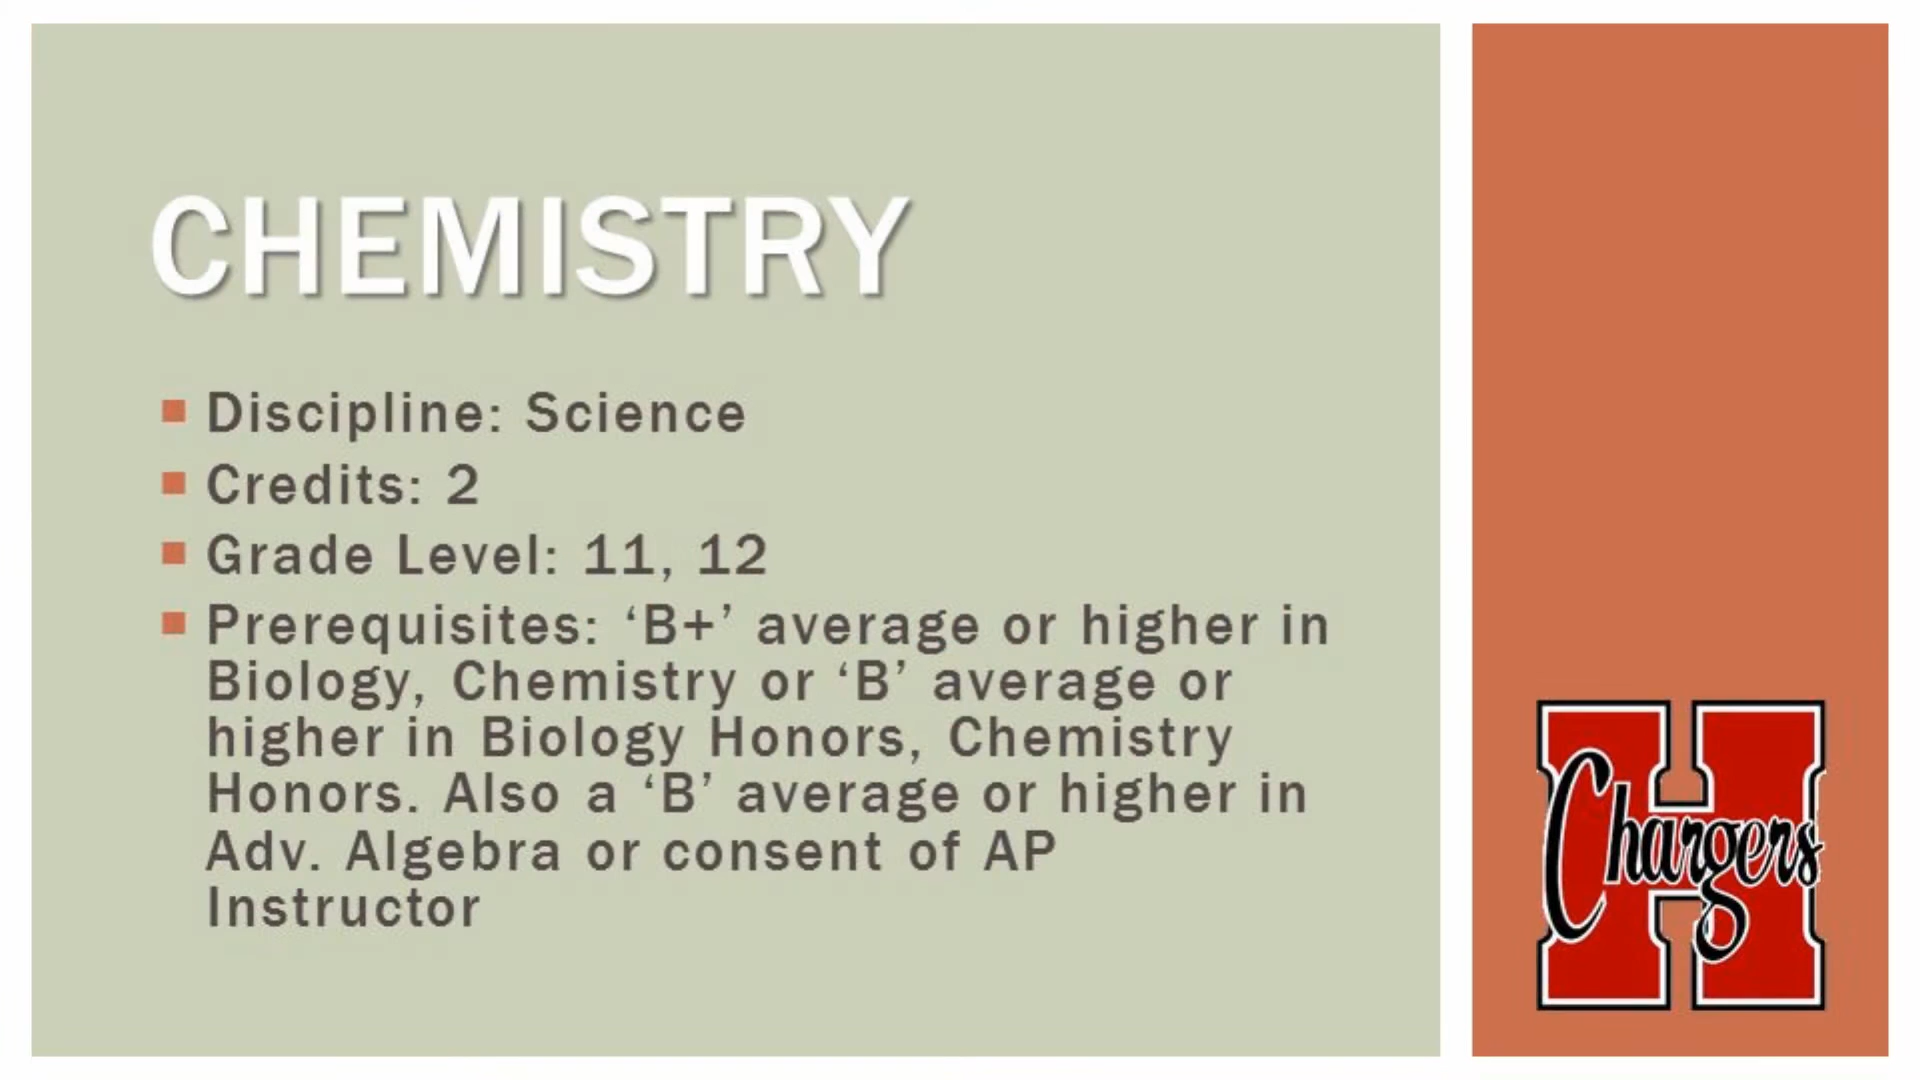 CHEMISTRY
Discipline: Science
Credits: 2
Grade Level: 11, 12
Prerequisites: ‘B+’ average or higher in
Biology, Chemistry or ‘B’ average or
higher in Biology Honors, Chemistry
Honors. Also a ‘B’ average or higher in
Adv. Algebra or consent of AP
Instructor
H
Chargers